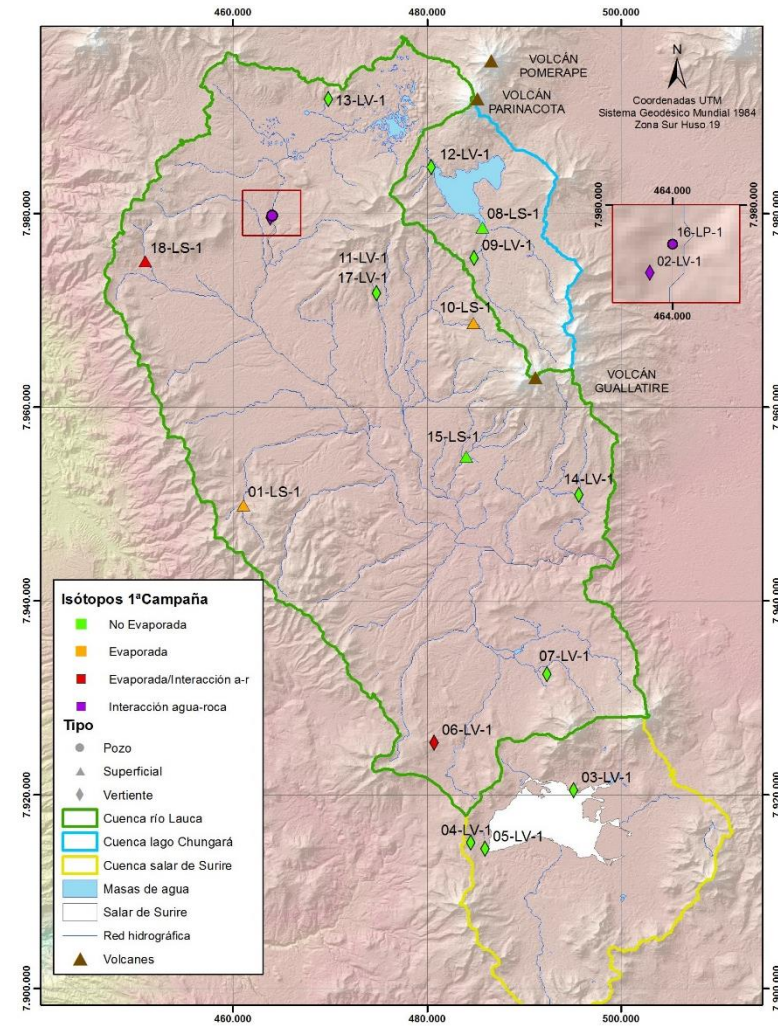 460.000
480.000
500.000
VOLCÁN
POMERAPE
N
VOLCÁN
PARINACOTA
Coordenadas UTM
Sistema Geodésico Mundial 1984
Zona Sur Huso 19
13-LV-1
12-LV-1
7.980.000
7.980.000
08-LS-1
09-LV-1
18-LS-1
11-LV-1
17-LV-1
10-LS-1
464.000
7.980.000
7.980.000
16-LP-1
02-LV-1
464.000
VOLCÁN
GUALLATIRE
7.960.000
7.960.000
15-LS-1
14-LV-1
01-LS-1
7.940.000
7.940.000
07-LV-1
06-LV-1
03-LV-1
7.920.000
7.920.000
04-LV-1
05-LV-1
7.900.000
7.900.000
Isótopos 1ªCampaña
No Evaporada
Evaporada
Evaporada/Interacción a-r
Interacción agua-roca
Tipo
Pozo
Superficial
Vertiente
Cuenca río Lauca
Cuenca lago Chungará
Cuenca salar de Surire
Masas de agua
Salar de Surire
Red hidrográfica
Volcanes
460.000
480.000
500.000